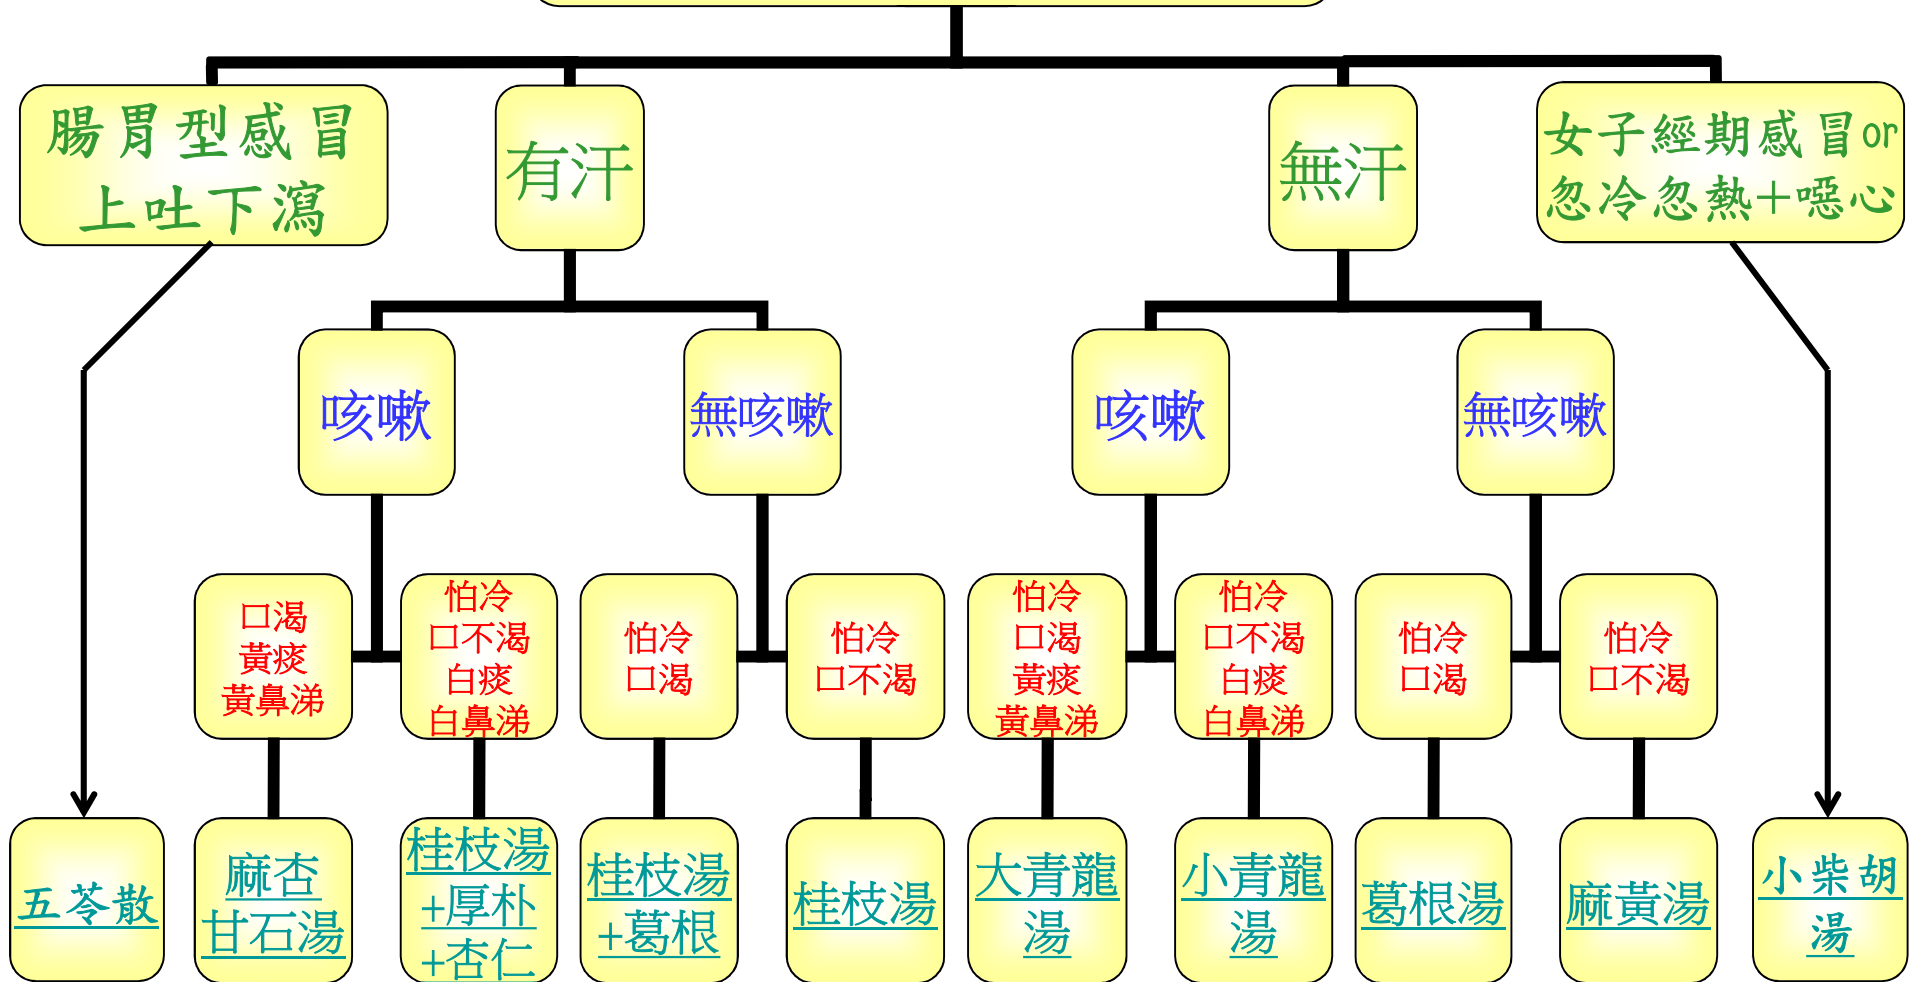 腸胃型感冒
上吐下瀉
有汗
無汗
女子經期感冒or
忽冷忽熱+噁心
咳嗽
無咳嗽
咳嗽
無咳嗽
口渴
黃痰
黃鼻涕
怕冷
口不渴
白痰
白鼻涕
怕冷
口渴
怕冷
口不渴
怕冷
口渴
黃痰
黃鼻涕
怕冷
口不渴
白痰
白鼻涕
怕冷
口渴
怕冷
口不渴
五苓散
麻杏
甘石湯
桂枝湯
+厚朴
+杏仁
桂枝湯
+葛根
桂枝湯
大青龍
湯
小青龍
湯
葛根湯
麻黃湯
小柴胡
湯